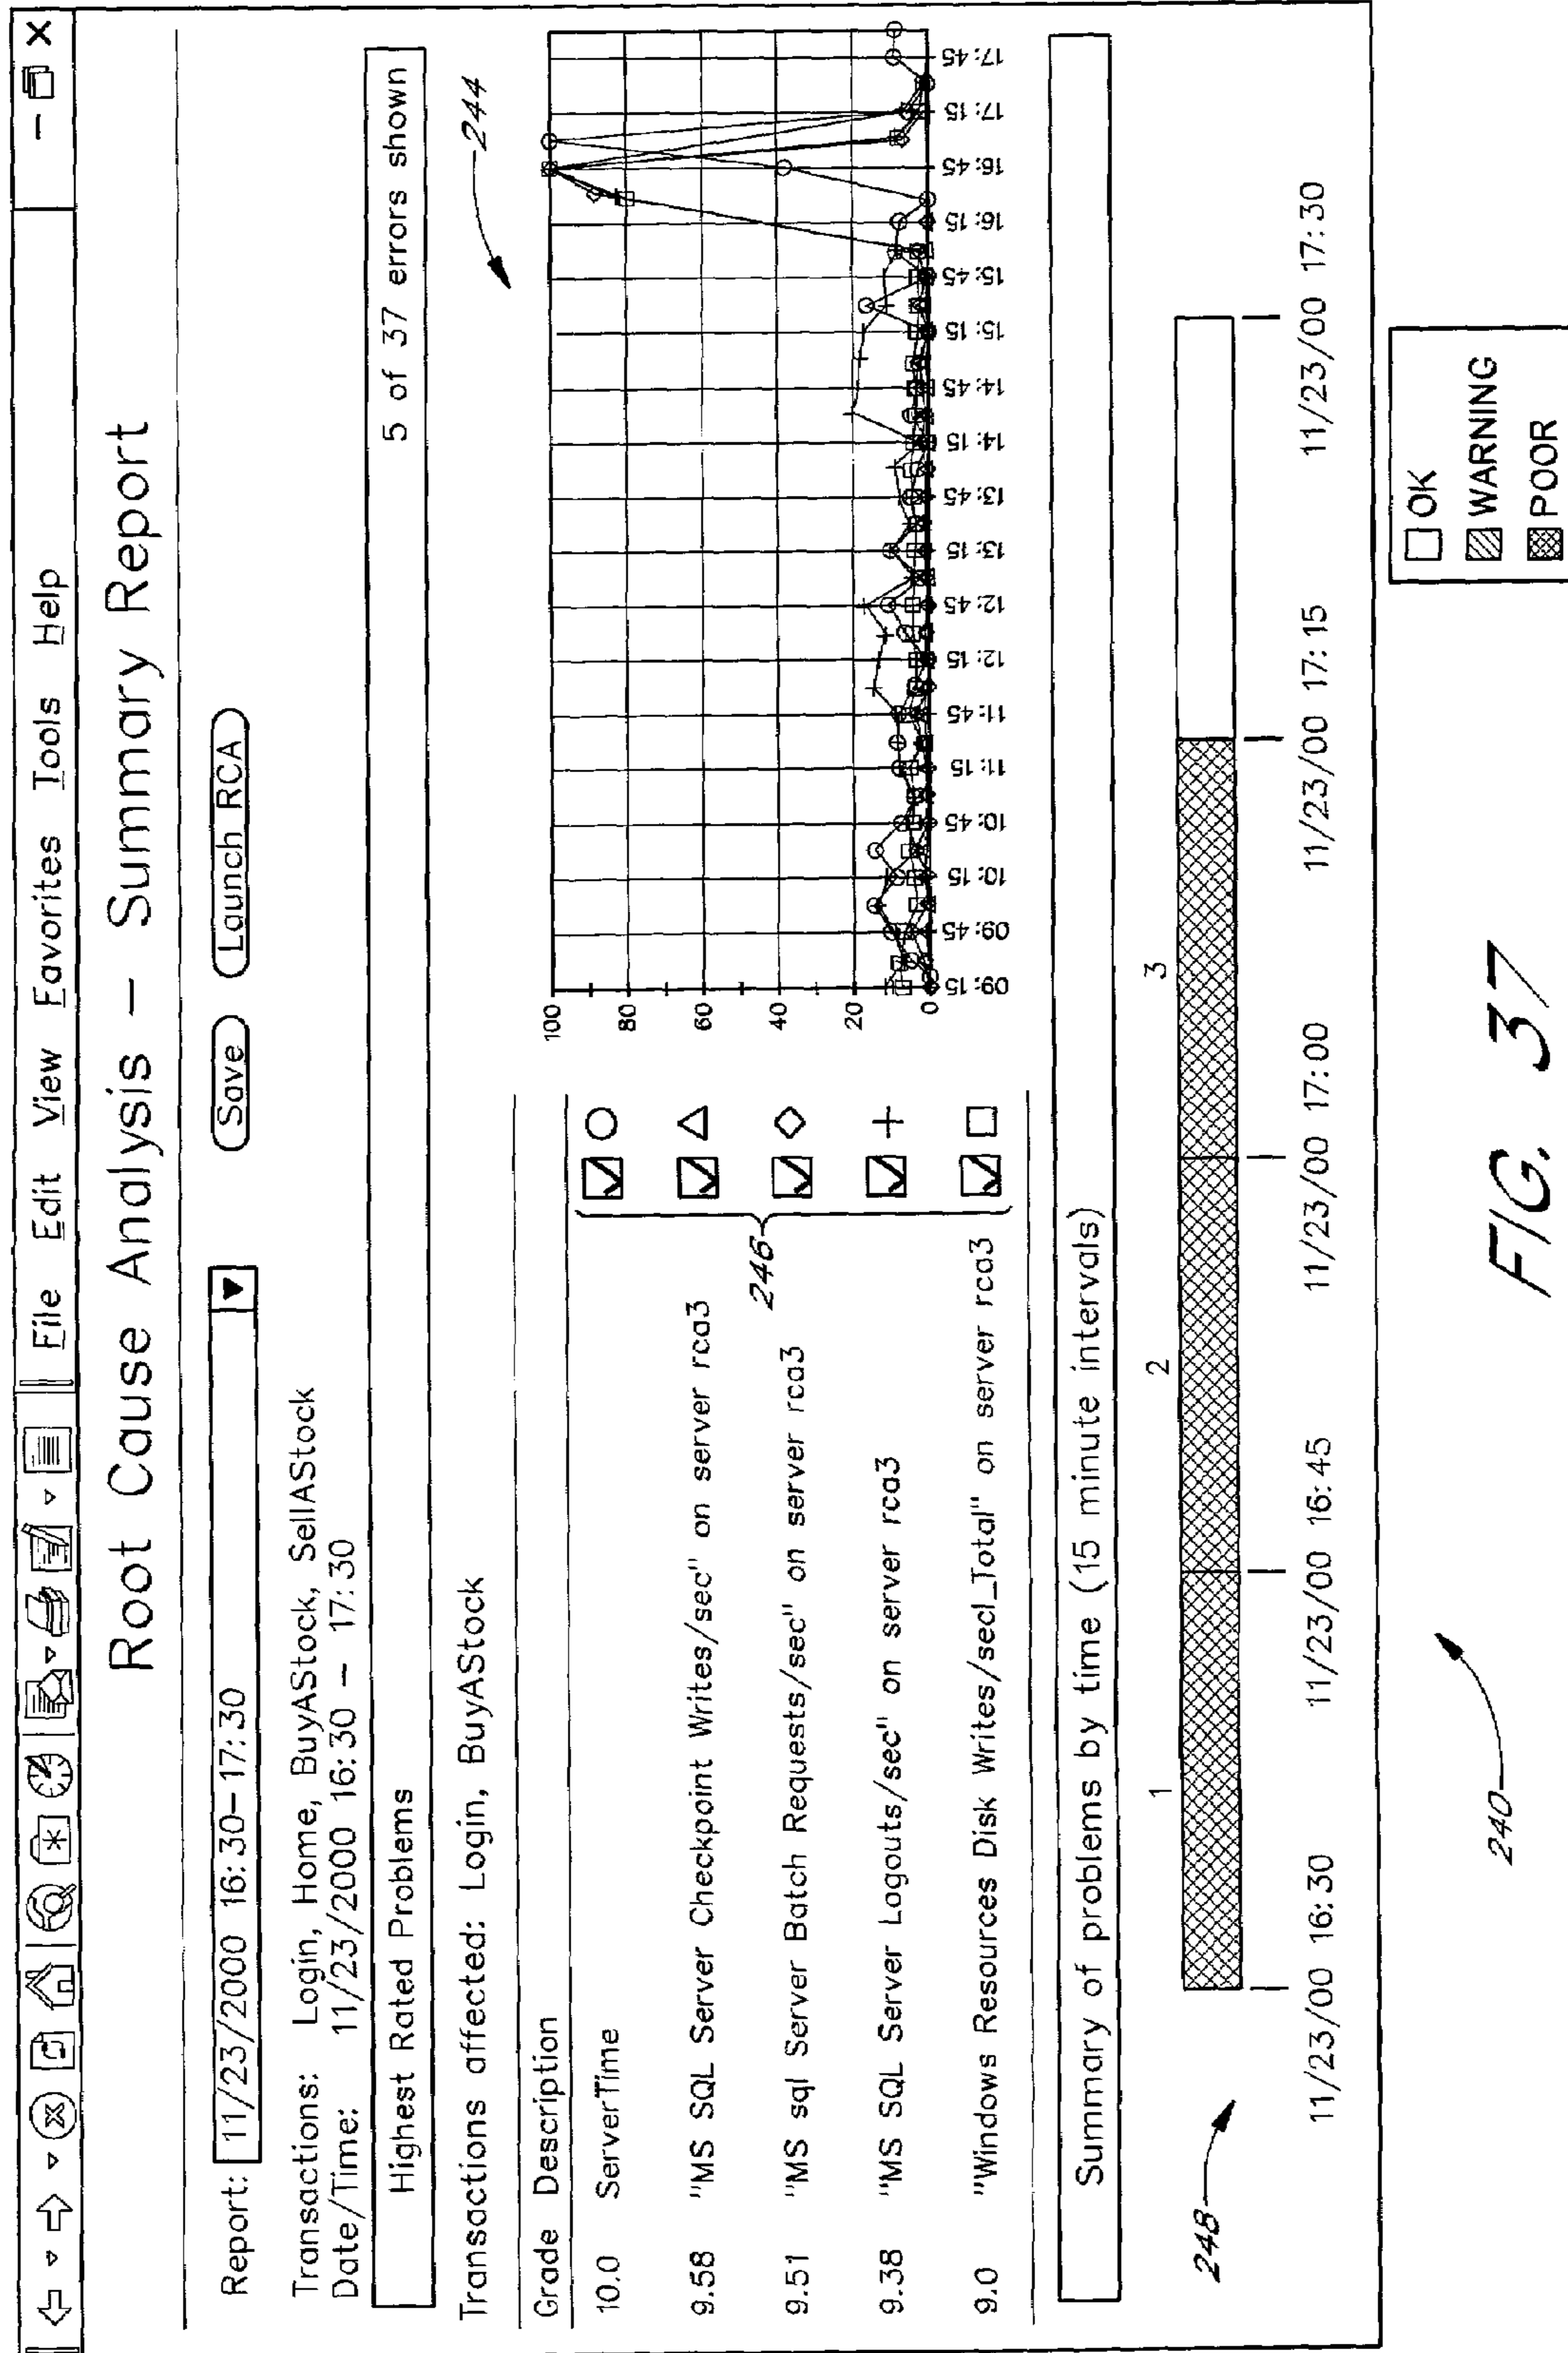 File Edit View Favorites Tools Help
Root Cause Analysis – Summary Report
Report: 11/23/2000 16:30–17:30
Save
Launch RCA
Transactions: Login, Home, BuyAStock, SellAStock
Date/Time: 11/23/2000 16:30 – 17:30
Highest Rated Problems
5 of 37 errors shown
Transactions affected: Login, BuyAStock
Grade Description
10.0 ServerTime
9.58 "MS SQL Server Checkpoint Writes/sec" on server rca3
9.51 "MS sql Server Batch Requests/sec" on server rca3
9.38 "MS SQL Server Logouts/sec" on server rca3
9.0 "Windows Resources Disk Writes/secl_Total" on server rca3
246
244
100
80
60
40
20
0
09:15 09:45 10:15 10:45 11:15 11:45 12:15 12:45 13:15 13:45 14:15 14:45 15:15 15:45 16:15 16:45 17:15 17:45
Summary of problems by time (15 minute intervals)
1 2 3
248
11/23/00 16:30 11/23/00 16:45 11/23/00 17:00 11/23/00 17:15 11/23/00 17:30
OK
WARNING
POOR
240
FIG. 37